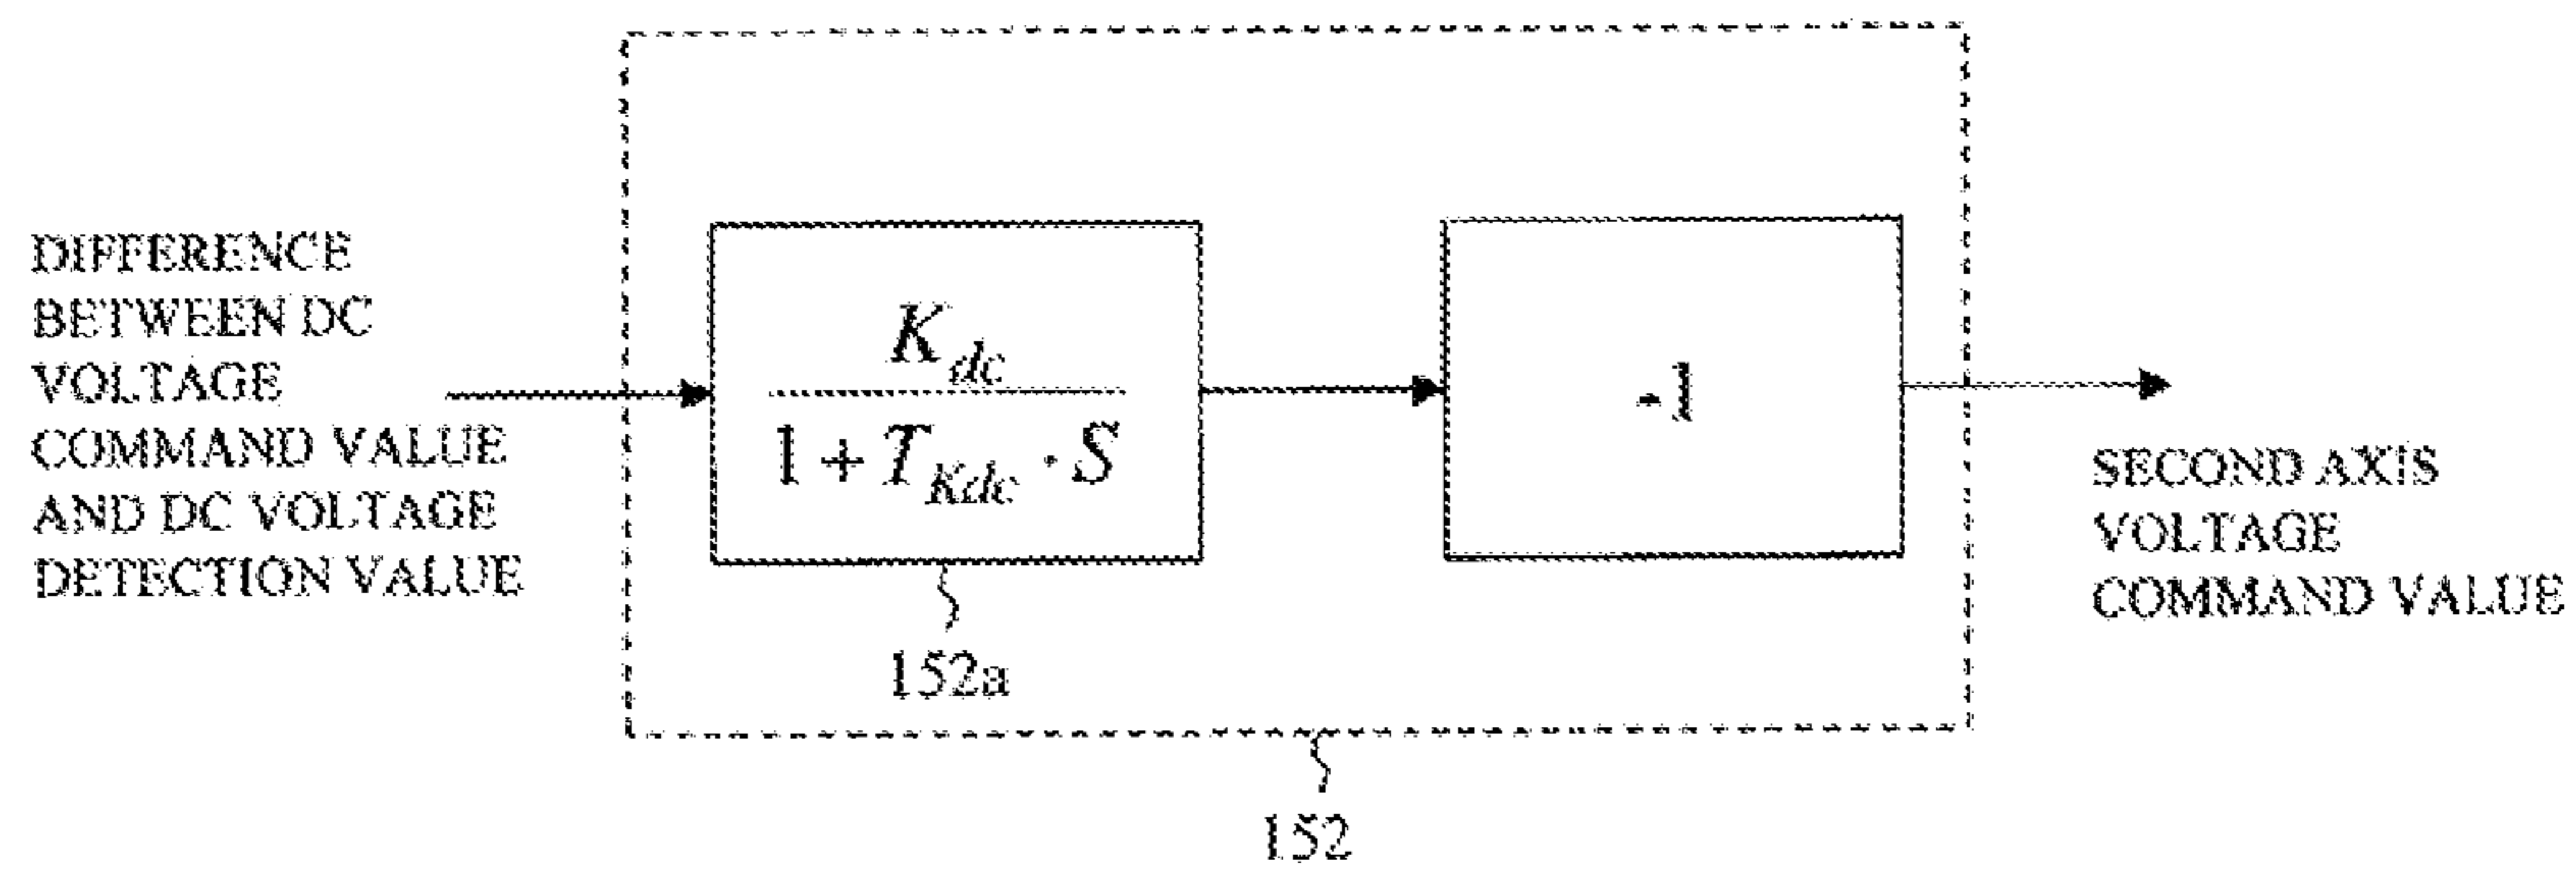 DIFFERENCE
BETWEEN DC
VOLTAGE
COMMAND VALUE
AND DC VOLTAGE
DETECTION VALUE
K_dc
1 + T_Kdc · S
-1
152a
152
SECOND AXIS
VOLTAGE
COMMAND VALUE